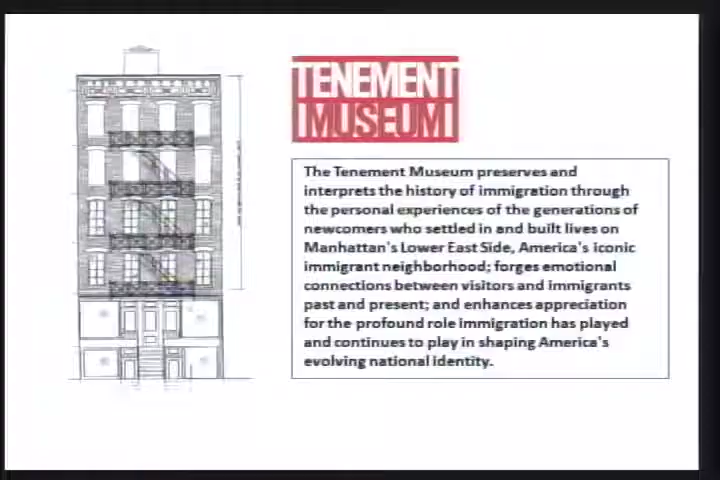 TENEMENT
MUSEUM
The Tenement Museum preserves and
interprets the history of immigration through
the personal experiences of the generations of
newcomers who settled in and built lives on
Manhattan's Lower East Side, America's iconic
immigrant neighborhood; forges emotional
connections between visitors and immigrants
past and present; and enhances appreciation
for the profound role immigration has played
and continues to play in shaping America's
evolving national identity.